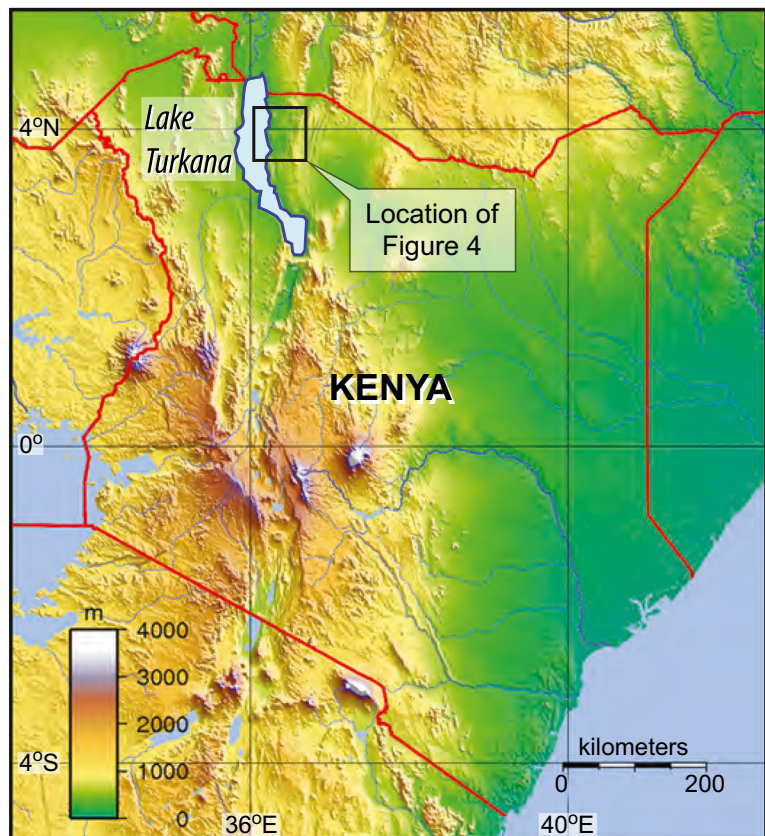 Lake
Turkana
4ºN
Location of
Figure 4
KENYA
0º
m
4000
3000
2000
1000
0
4ºS
kilometers
0 200
36ºE
40ºE